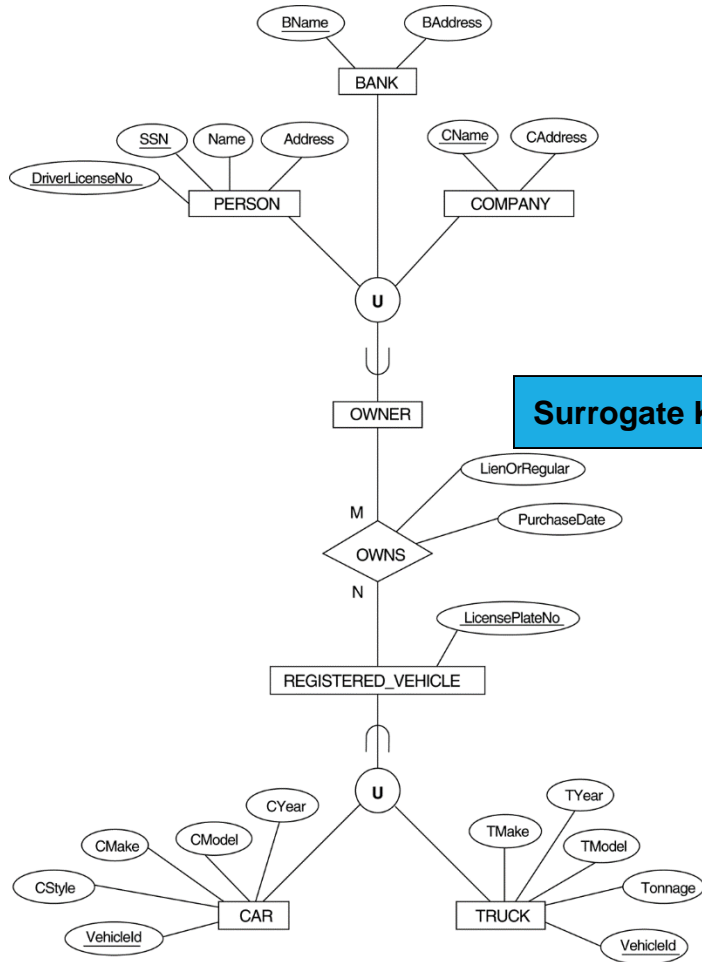 BName BAddress
BANK
SSN Name Address CName CAddress
DriverLicenseNo
PERSON COMPANY
U
OWNER
Surrogate
LienOrRegular
M
PurchaseDate
OWNS
N
LicensePlateNo
REGISTERED_VEHICLE
U
CYear TYear
CModel TMake
CMake TModel
CStyle Tonnage
CAR TRUCK
VehicleId VehicleId